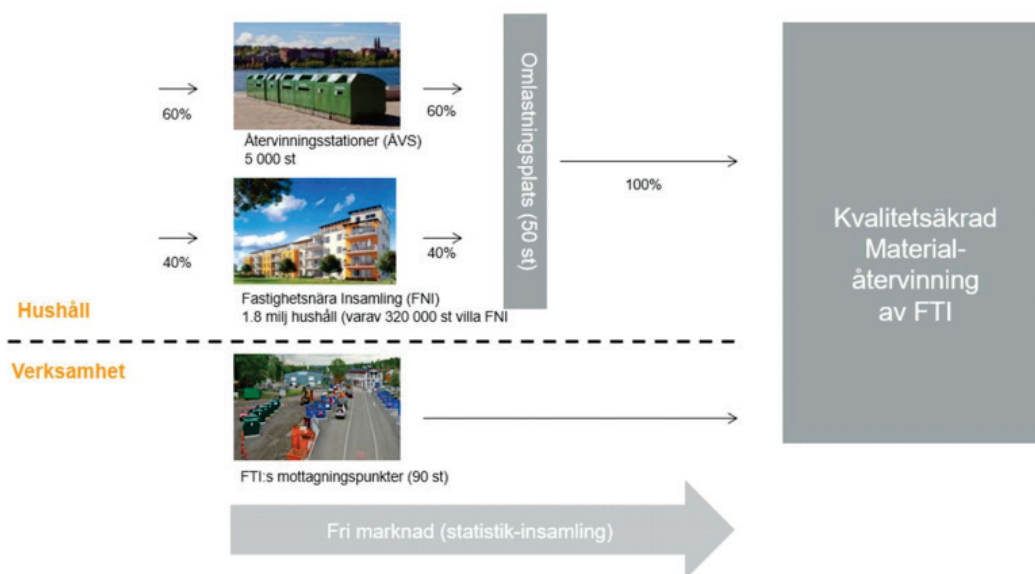 60%
60%
Återvinningsstationer (ÅVS)
5 000 st
Omlastningsplats (50 st)
100%
40%
40%
Fastighetsnära Insamling (FNI)
1.8 milj hushåll (varav 320 000 st villa FNI
Kvalitetsäkrad
Material-
återvinning
av FTI
Hushåll
Verksamhet
FTI:s mottagningspunkter (90 st)
Fri marknad (statistik-insamling)